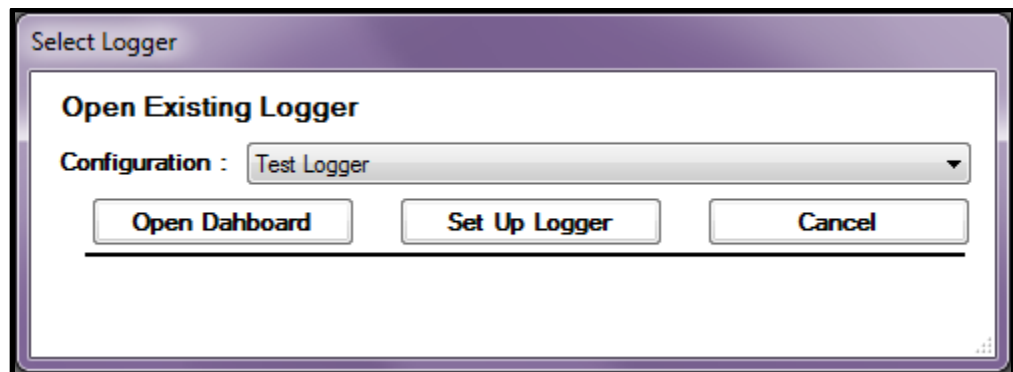 Select Logger
Open Existing Logger
Configuration : Test Logger
Open Dahboard Set Up Logger Cancel